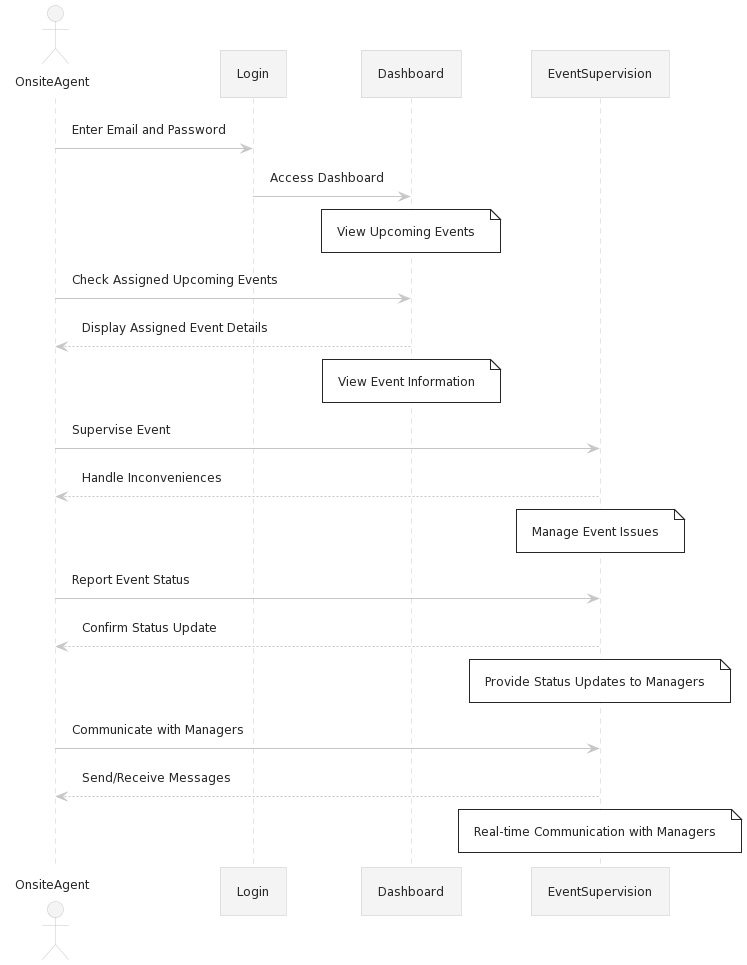 OnsiteAgent
Login
Dashboard
EventSupervision
Enter Email and Password
Access Dashboard
View Upcoming Events
Check Assigned Upcoming Events
Display Assigned Event Details
View Event Information
Supervise Event
Handle Inconveniences
Manage Event Issues
Report Event Status
Confirm Status Update
Provide Status Updates to Managers
Communicate with Managers
Send/Receive Messages
Real-time Communication with Managers
OnsiteAgent
Login
Dashboard
EventSupervision